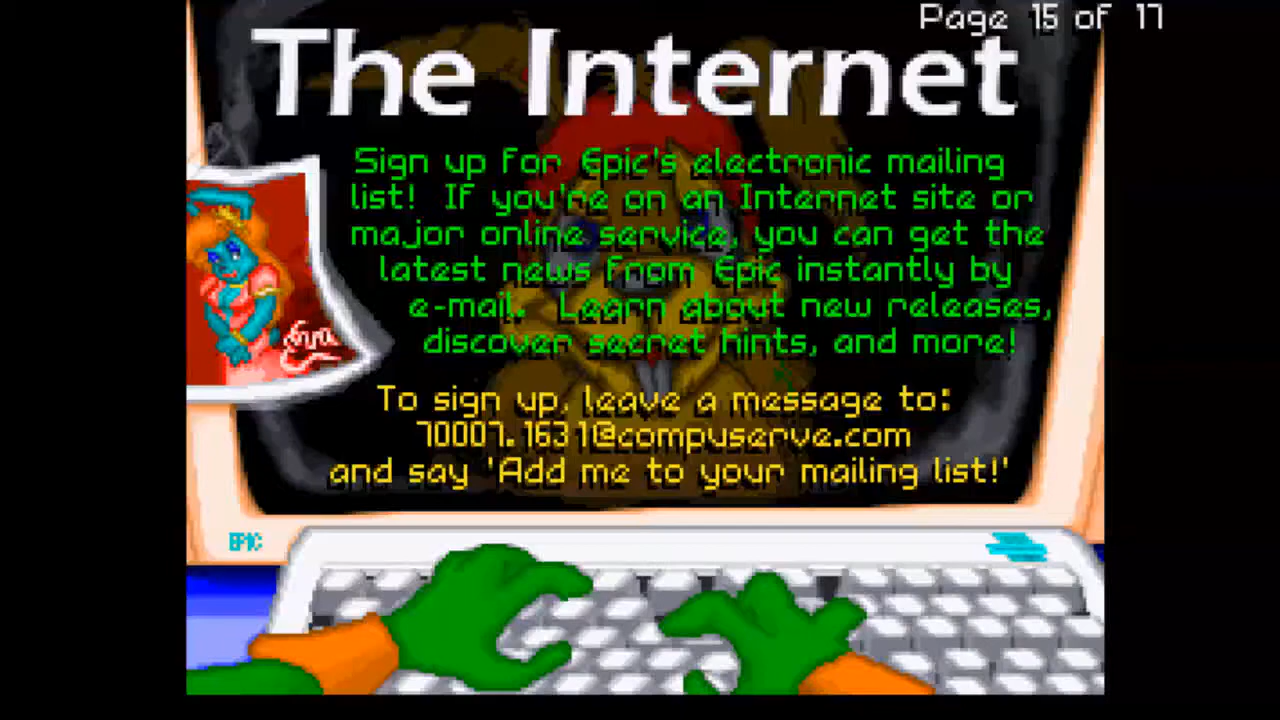 Page 15 of 17
The Internet
Sign up for Epic's electronic mailing
list! If you're on an Internet site or
major online service, you can get the
latest news from Epic instantly by
e-mail. Learn about new releases,
discover secret hints, and more!
Eva
To sign up, leave a message to:
70007.1631@compuserve.com
and say 'Add me to your mailing list!'
EPIC